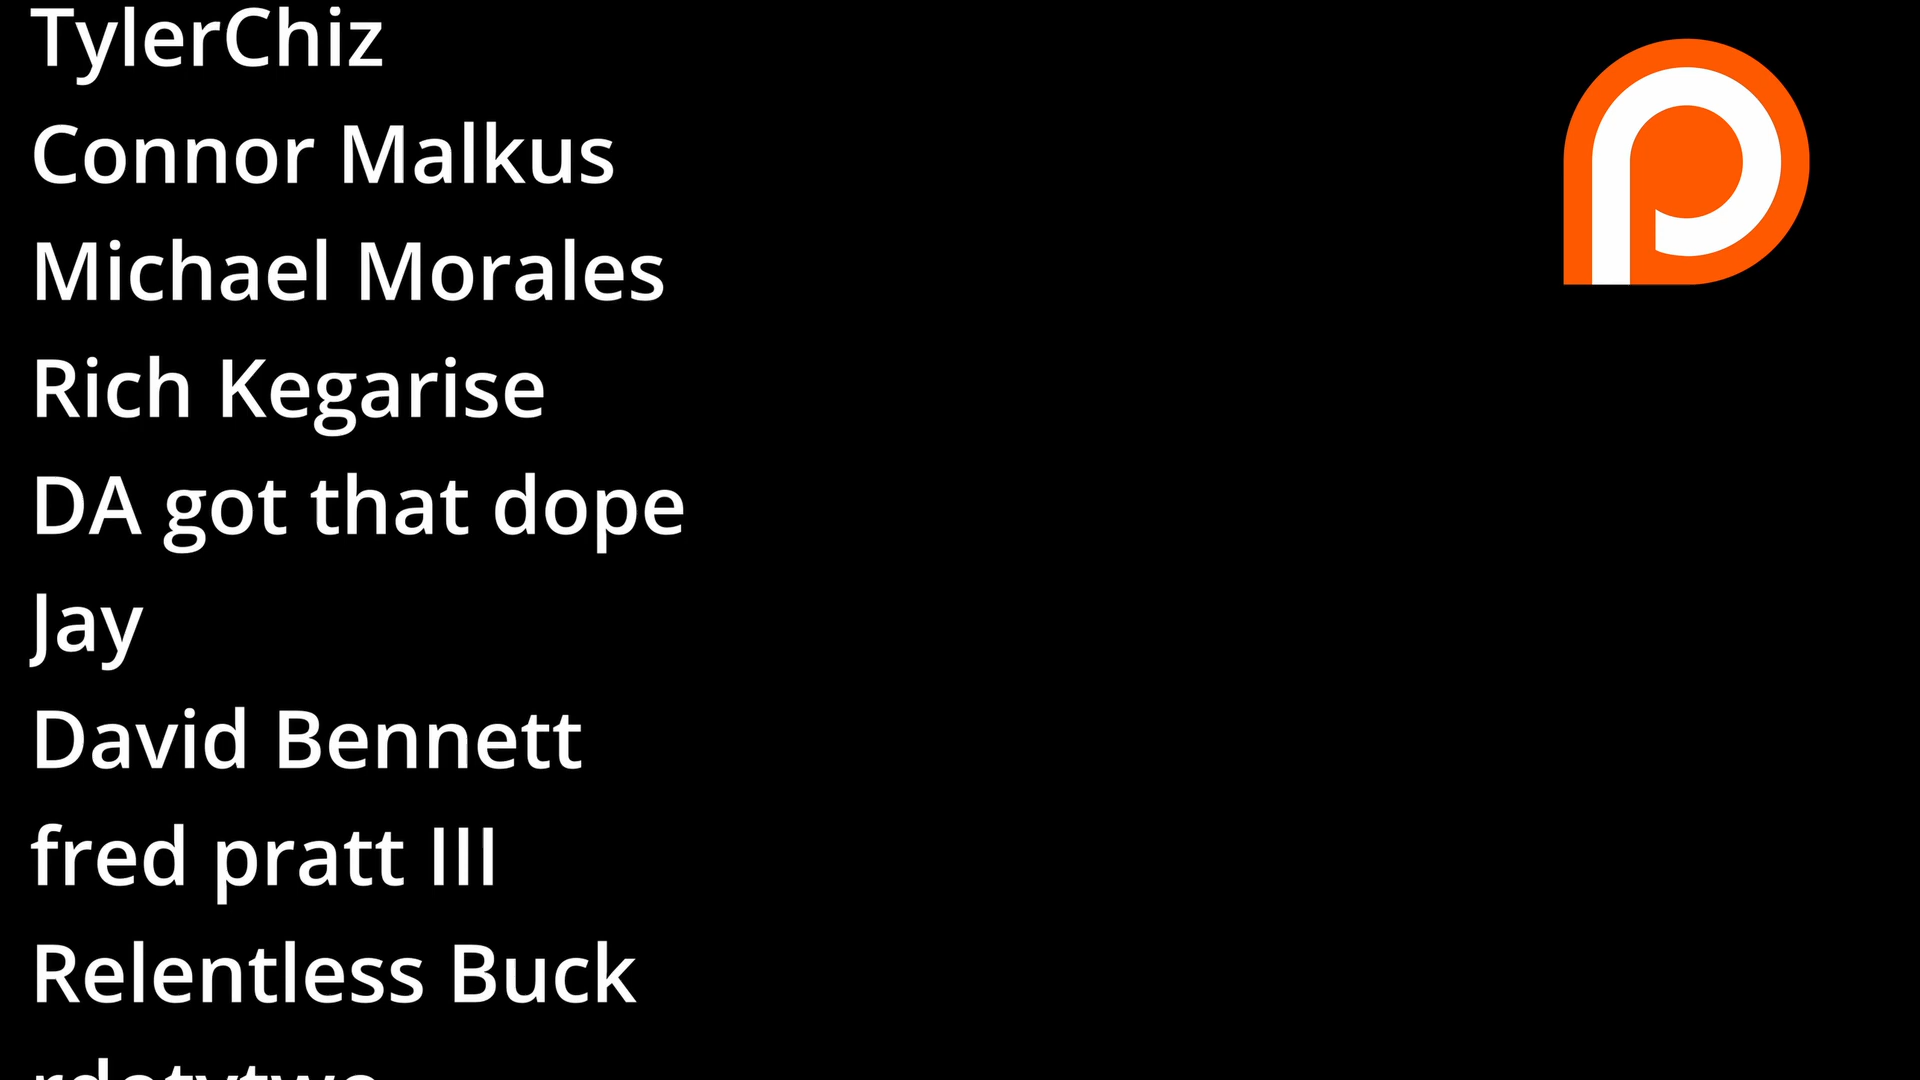 TylerChiz
Connor Malkus
Michael Morales
Rich Kegarise
DA got that dope
Jay
David Bennett
fred pratt III
Relentless Buck